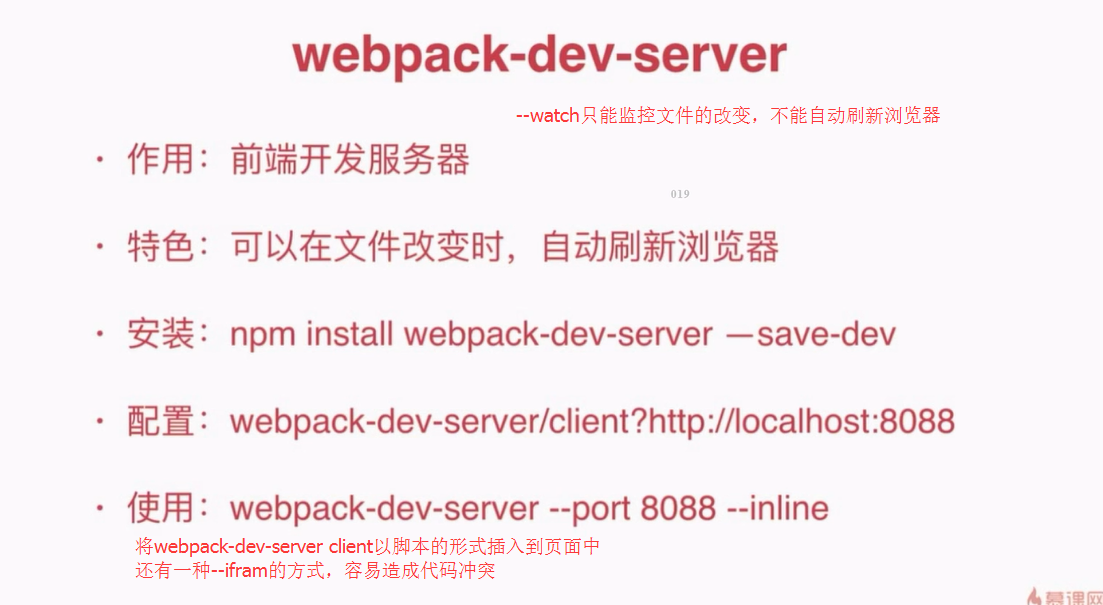 webpack-dev-server
--watch只能监控文件的改变，不能自动刷新浏览器
• 作用：前端开发服务器
019
• 特色：可以在文件改变时，自动刷新浏览器
• 安装：npm install webpack-dev-server —save-dev
• 配置：webpack-dev-server/client?http://localhost:8088
• 使用：webpack-dev-server --port 8088 --inline
将webpack-dev-server client以脚本的形式插入到页面中
还有一种--ifram的方式，容易造成代码冲突
慕课网